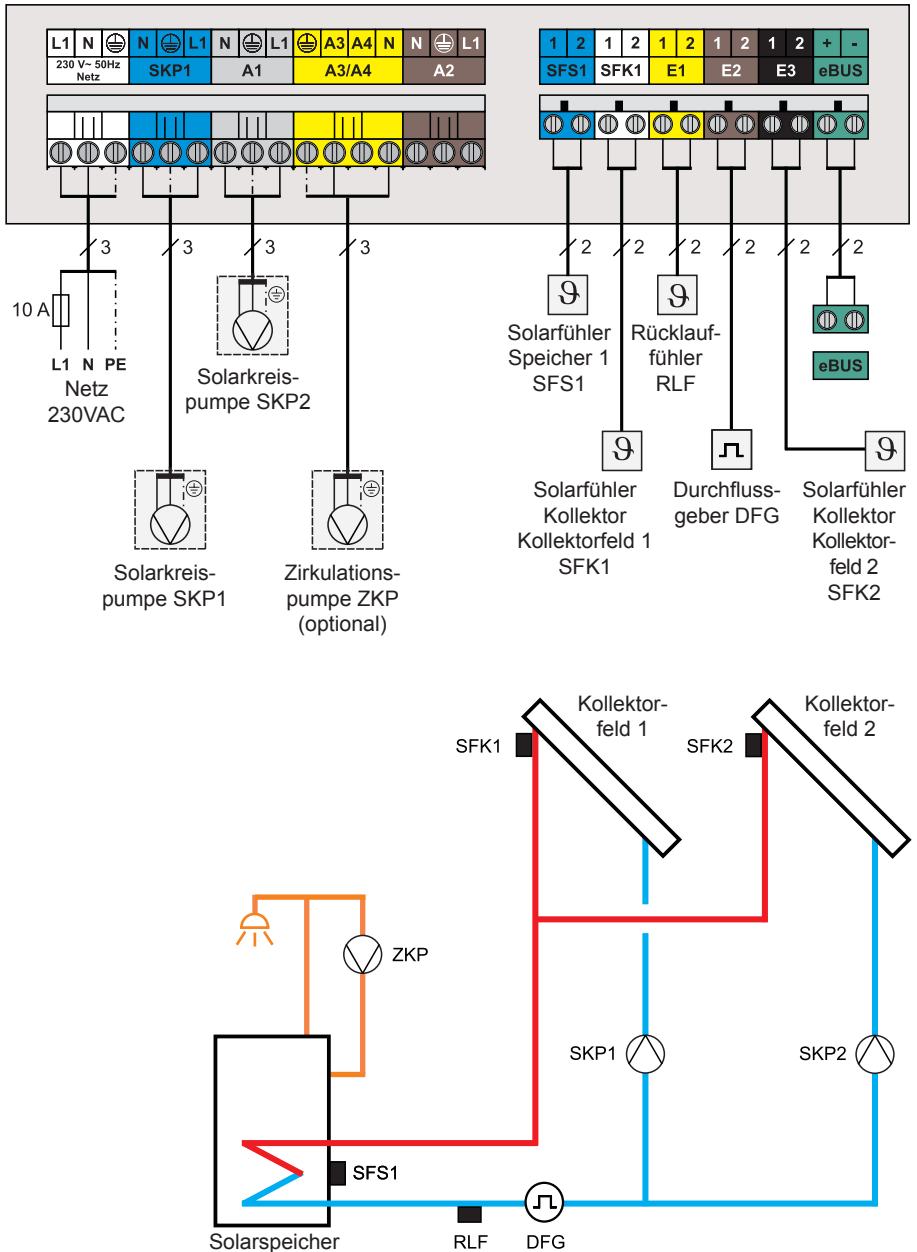 L1 N N L1 N L1 A3 A4 N N L1
230 V~ 50Hz
Netz
SKP1
A1
A3/A4
A2
1 2 1 2 1 2 1 2 1 2 + -
SFS1 SFK1 E1 E2 E3 eBUS
3 3 3 3 2 2 2 2 2 2
10 A
L1 N PE
Netz
230VAC
Solarkreis-
pumpe SKP2
Solarkreis-
pumpe SKP1
Zirkulations-
pumpe ZKP
(optional)
ϑ
Solarfühler
Speicher 1
SFS1
ϑ
Rücklauf-
fühler
RLF
eBUS
ϑ
Solarfühler
Kollektor
Kollektorfeld 1
SFK1
Durchfluss-
geber DFG
ϑ
Solarfühler
Kollektor
Kollektor-
feld 2
SFK2
Kollektor-
feld 1
Kollektor-
feld 2
SFK1
SFK2
ZKP
SKP1
SKP2
SFS1
Solarspeicher
RLF
DFG